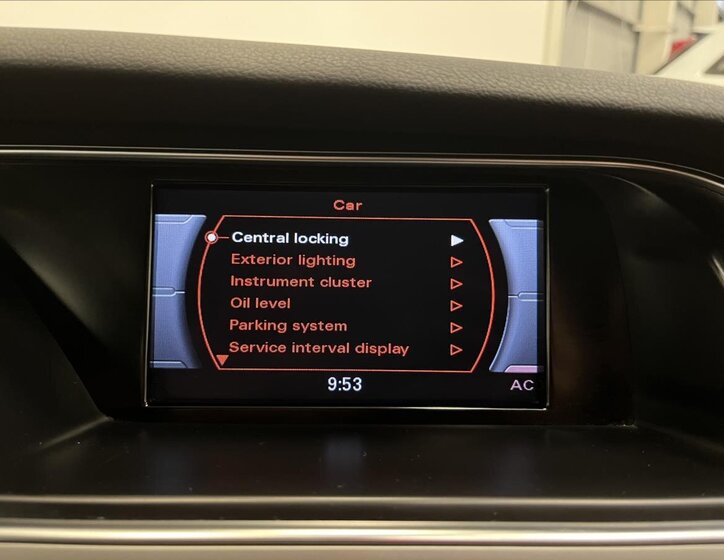 Car
Central locking
Exterior lighting
Instrument cluster
Oil level
Parking system
Service interval display
9:53
AC